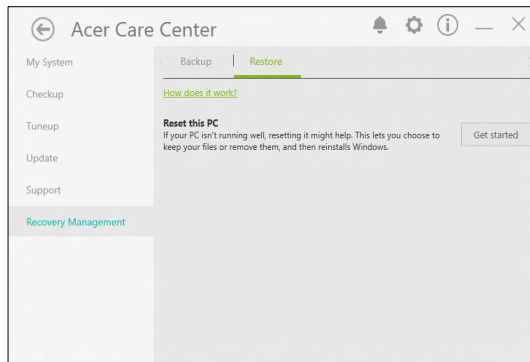 Acer Care Center
My System
Checkup
Tuneup
Update
Support
Recovery Management
Backup
Restore
How does it work?
Reset this PC
If your PC isn't running well, resetting it might help. This lets you choose to
keep your files or remove them, and then reinstalls Windows.
Get started